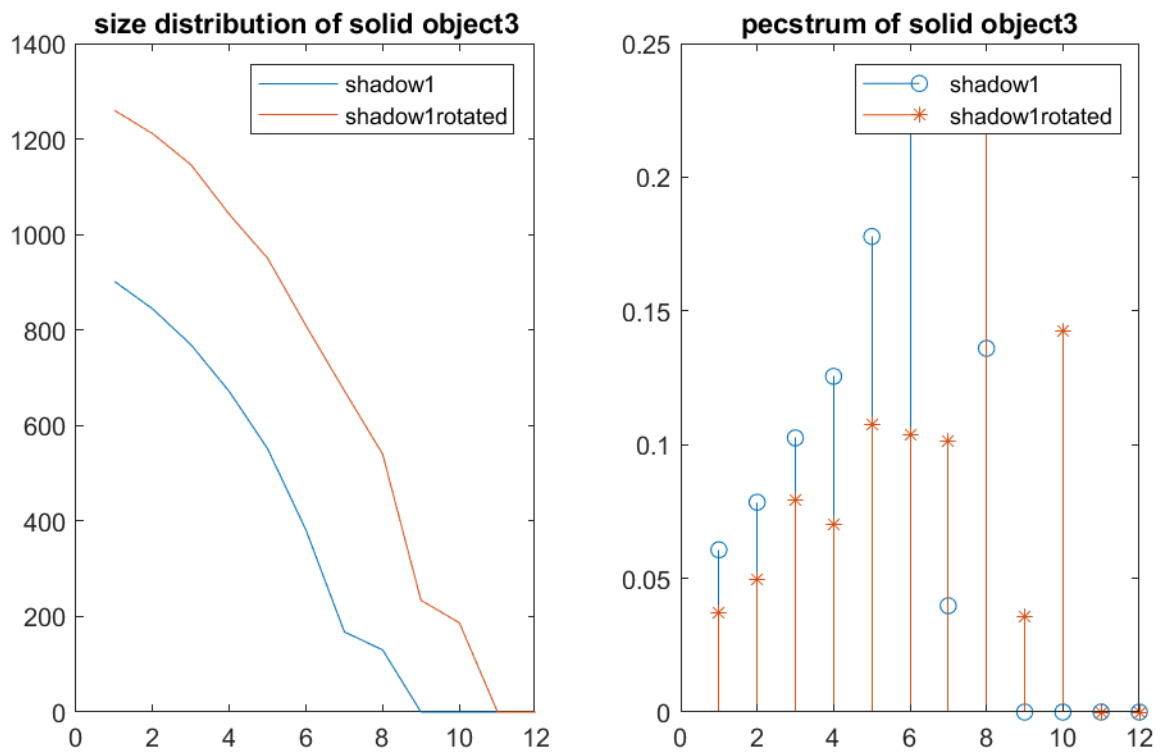 size distribution of solid object3
1400
1200
1000
800
600
400
200
0
0 2 4 6 8 10 12
shadow1
shadow1rotated
pecstrum of solid object3
0.25
0.2
0.15
0.1
0.05
0
0 2 4 6 8 10 12
shadow1
shadow1rotated